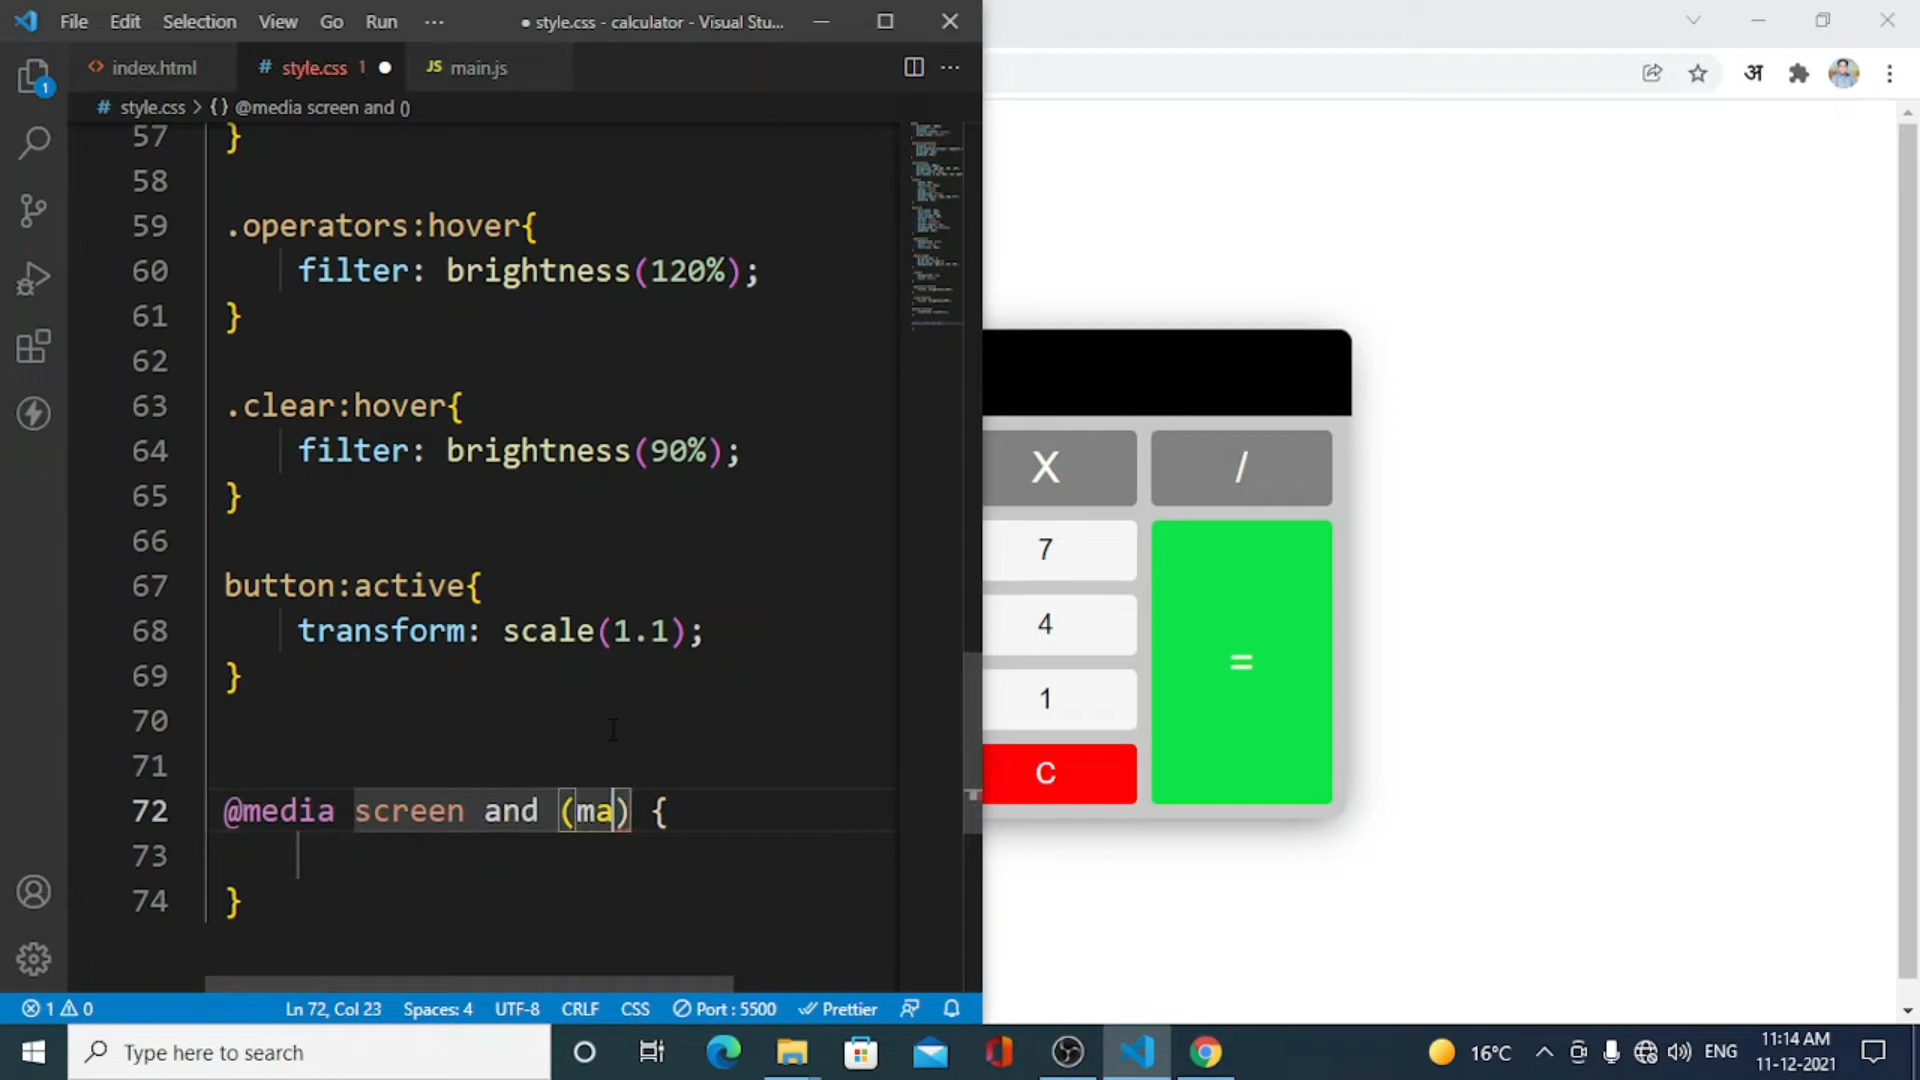 File Edit Selection View Go Run ··· ● style.css - calculator - Visual Stu...
index.html # style.css 1 ● JS main.js ···
# style.css > {} @media screen and ()
57 }
58
59 .operators:hover{
60 filter: brightness(120%);
61 }
62
63 .clear:hover{
64 filter: brightness(90%);
65 }
66
67 button:active{
68 transform: scale(1.1);
69 }
70
71
72 @media screen and (ma) {
73
74 }
1
अ
X /
7
4
=
1
C
1 0 Ln 72, Col 23 Spaces: 4 UTF-8 CRLF CSS Port : 5500 Prettier
Type here to search
16°C ENG
11:14 AM
11-12-2021